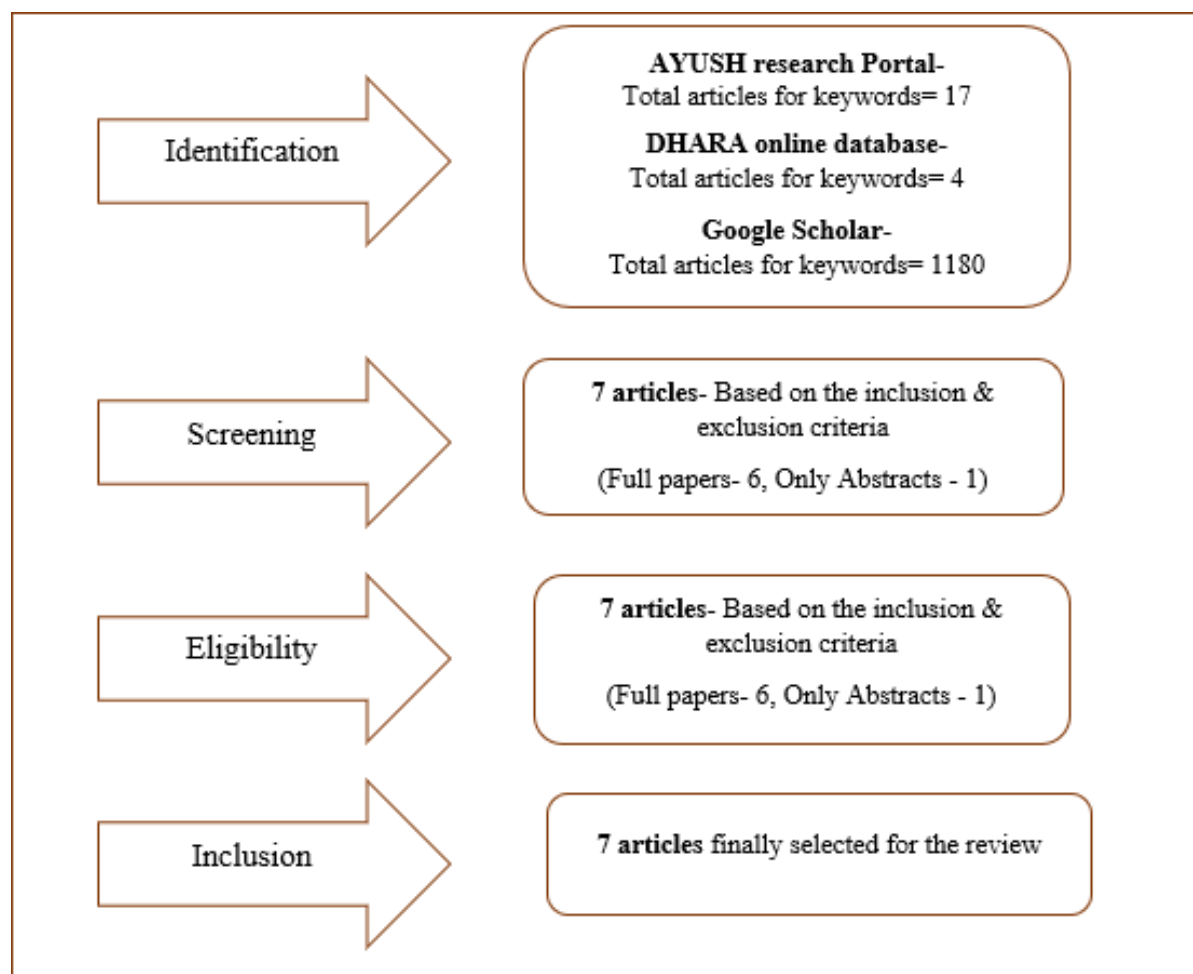 Identification
AYUSH research Portal-
Total articles for keywords= 17
DHARA online database-
Total articles for keywords= 4
Google Scholar-
Total articles for keywords= 1180
Screening
7 articles- Based on the inclusion &
exclusion criteria
(Full papers- 6, Only Abstracts - 1)
Eligibility
7 articles- Based on the inclusion &
exclusion criteria
(Full papers- 6, Only Abstracts - 1)
Inclusion
7 articles finally selected for the review